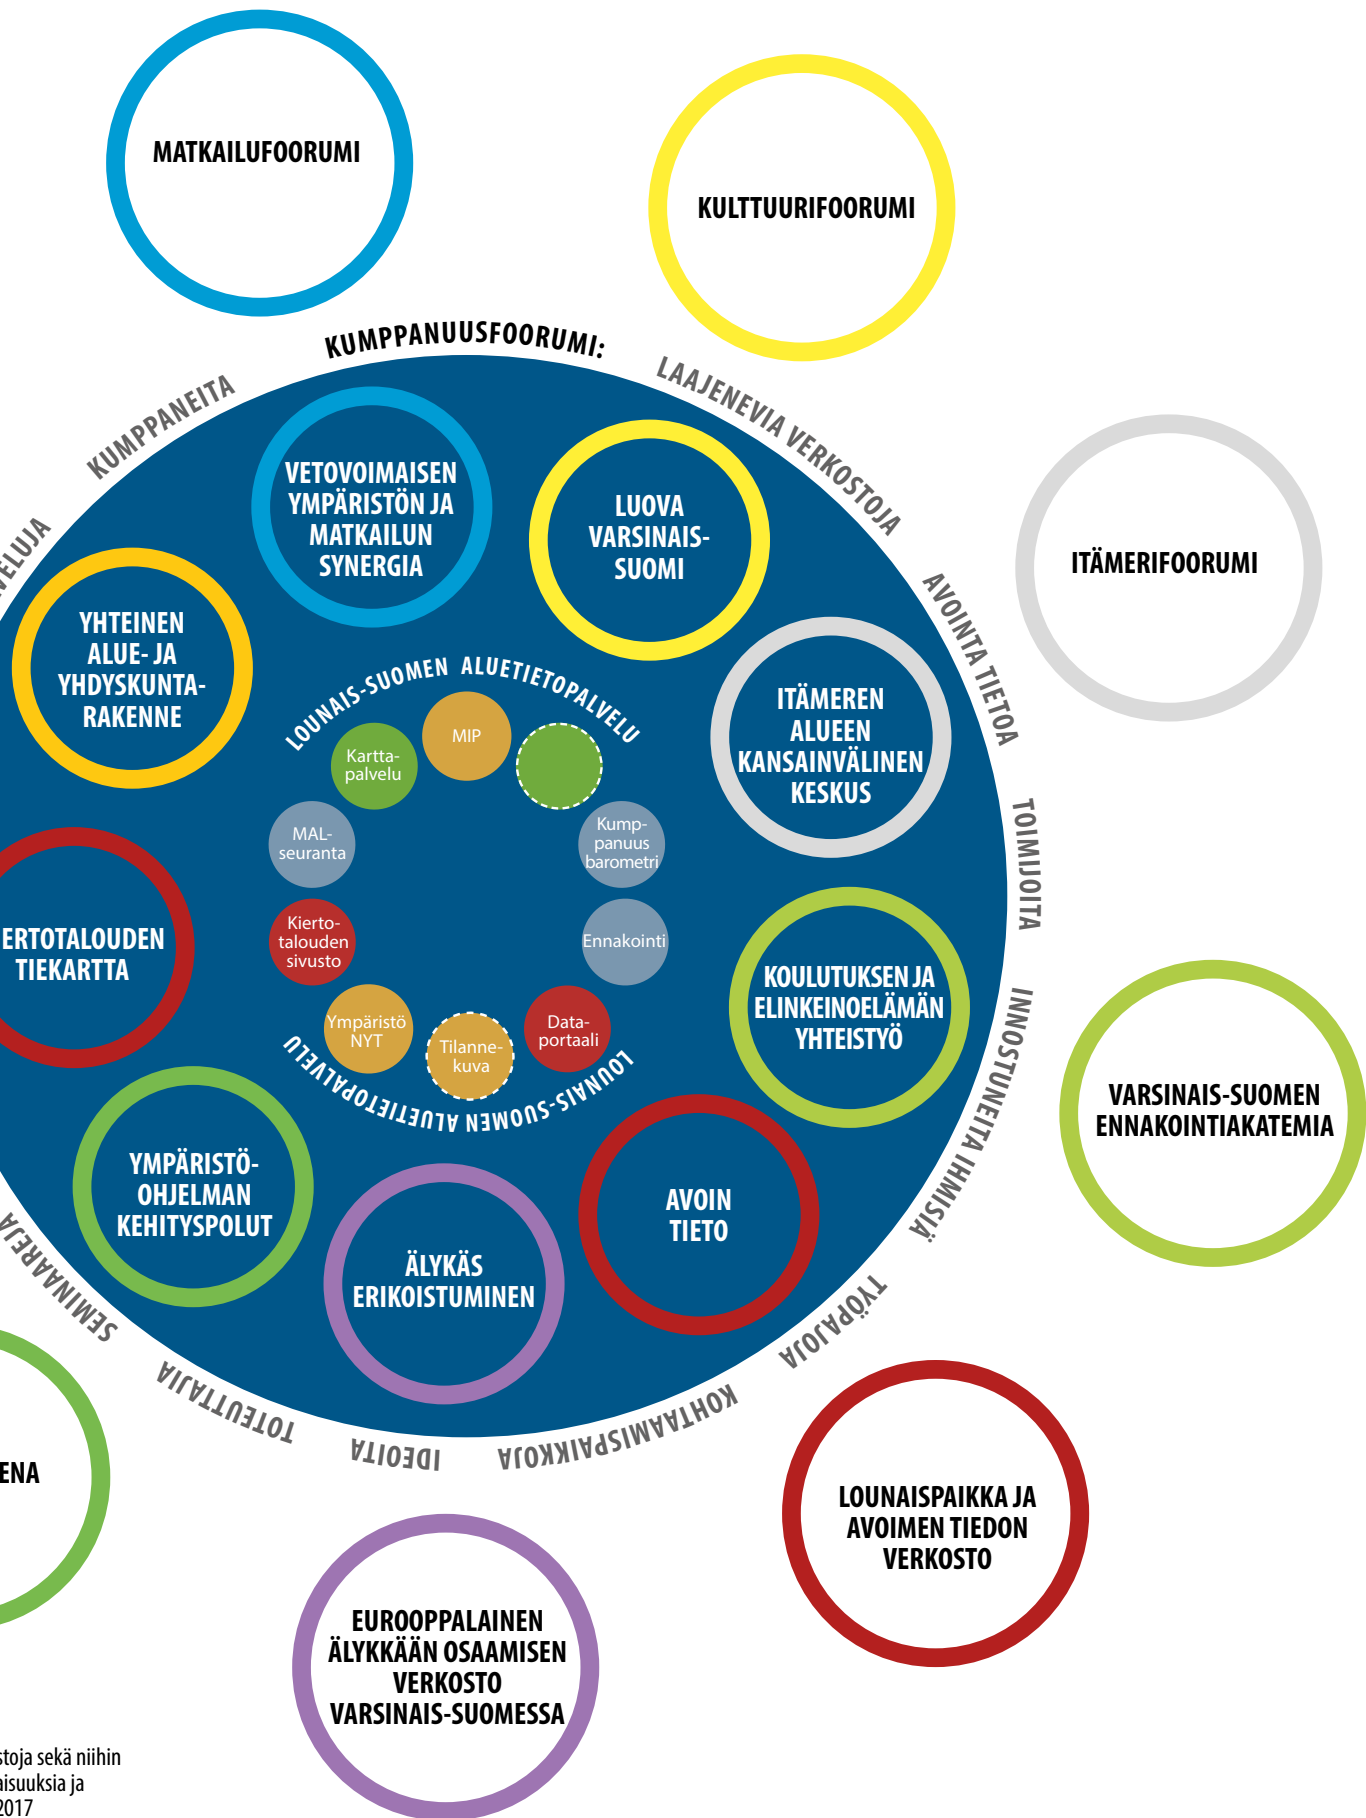 MATKAILUFOORUMI
KULTTUURIFOORUMI
KUMPPANUUSFOORUMI:
KUMPPANEITA
LAAJENEVIA VERKOSTOJA
AVOINTA TIETOA
TOIMIJOITA
INNOSTUNEITA IHMISIÄ
TYÖPAJOJA
KOHTAAMISPAIKKOJA
IDEOITA
TOTEUTTAJIA
SEMINAAREJA
VELUJA
VETOVOIMAISEN
YMPÄRISTÖN JA
MATKAILUN
SYNERGIA
LUOVA
VARSINAIS-
SUOMI
ITÄMERIFOORUMI
YHTEINEN
ALUE- JA
YHDYSKUNTA-
RAKENNE
ITÄMEREN
ALUEEN
KANSAINVÄLINEN
KESKUS
LOUNAIS-SUOMEN ALUETIETOPALVELU
MIP
Kartta-
palvelu
MAL-
seuranta
Kump-
panuus
barometri
Kierto-
talouden
sivusto
Ennakointi
Ympäristö
NYT
Tilanne-
kuva
Data-
portaali
LOUNAIS-SUOMEN ALUETIETOPALVELU
ERTOTALOUDEN
TIEKARTTA
KOULUTUKSEN JA
ELINKEINOELÄMÄN
YHTEISTYÖ
VARSINAIS-SUOMEN
ENNAKOINTIAKATEMIA
YMPÄRISTÖ-
OHJELMAN
KEHITYSPOLUT
ÄLYKÄS
ERIKOISTUMINEN
AVOIN
TIETO
ENA
LOUNAISPAIKKA JA
AVOIMEN TIEDON
VERKOSTO
EUROOPPALAINEN
ÄLYKKÄÄN OSAAMISEN
VERKOSTO
VARSINAIS-SUOMESSA
stoja sekä niihin
aisuuksia ja
2017